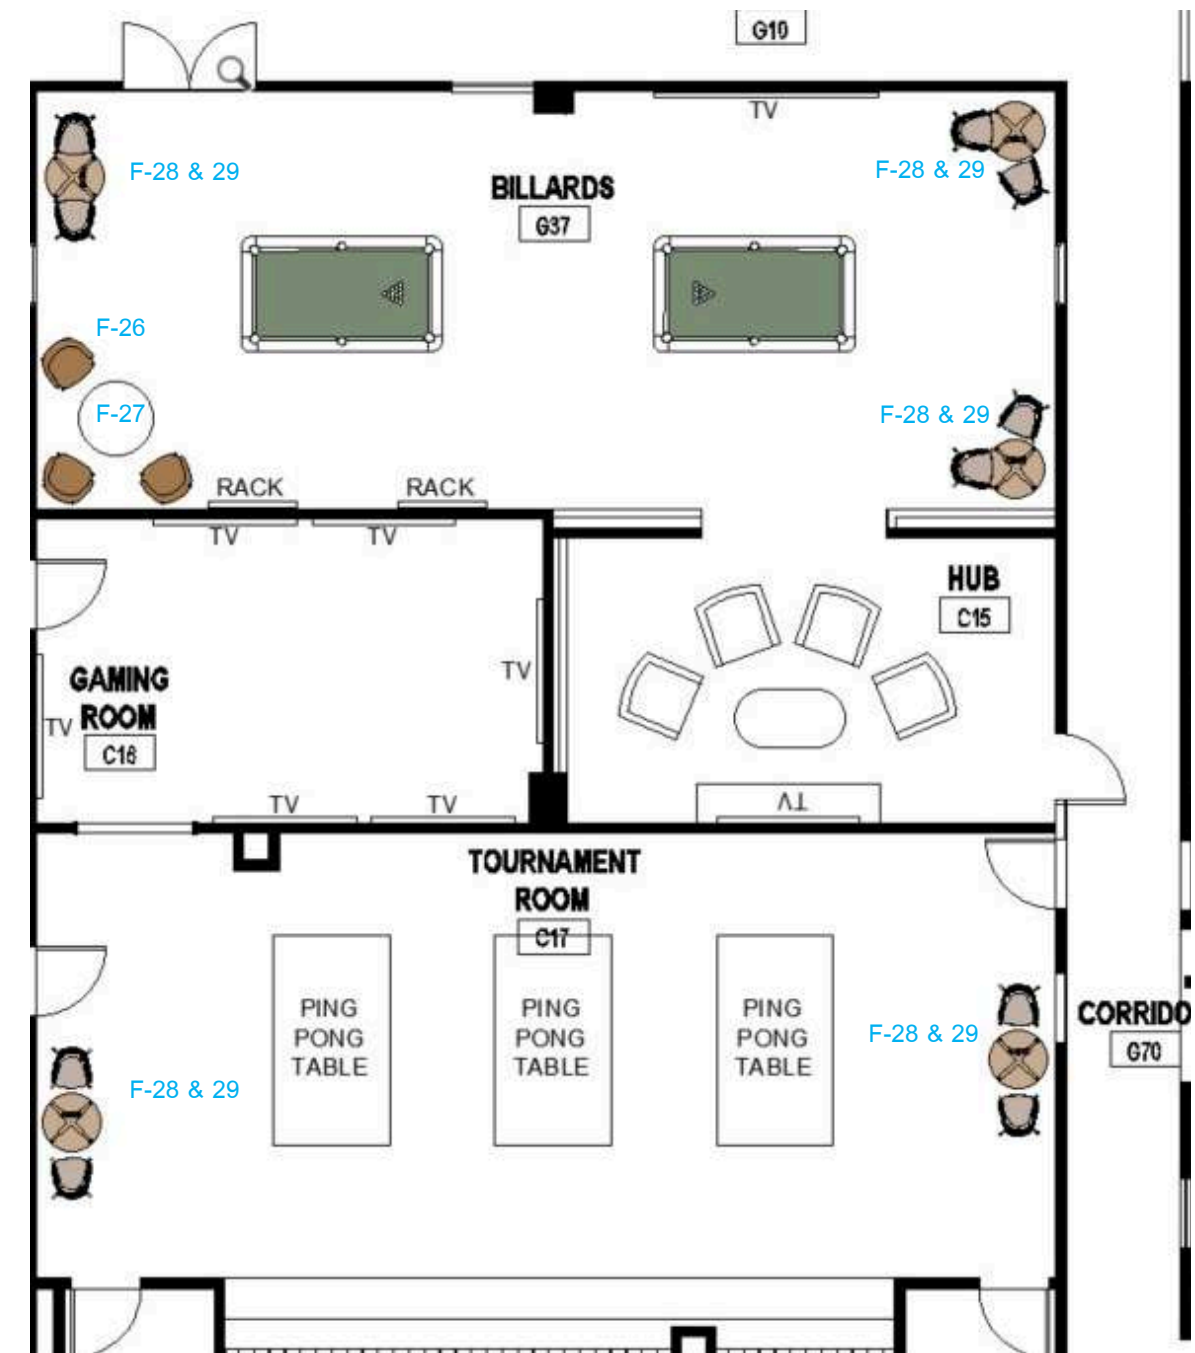 G10
TV
F-28 & 29
F-28 & 29
BILLARDS
G37
F-26
F-27
F-28 & 29
RACK
RACK
TV
TV
HUB
C15
TV
GAMING
ROOM
TV
C16
TV
TV
TV
TOURNAMENT
ROOM
C17
PING
PONG
TABLE
PING
PONG
TABLE
PING
PONG
TABLE
F-28 & 29
CORRIDO
G70
F-28 & 29